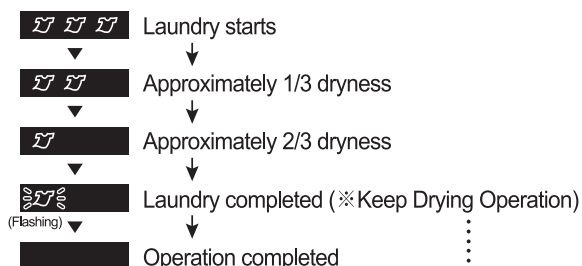 Laundry starts
Approximately 1/3 dryness
Approximately 2/3 dryness
Laundry completed (※Keep Drying Operation)
(Flashing)
Operation completed